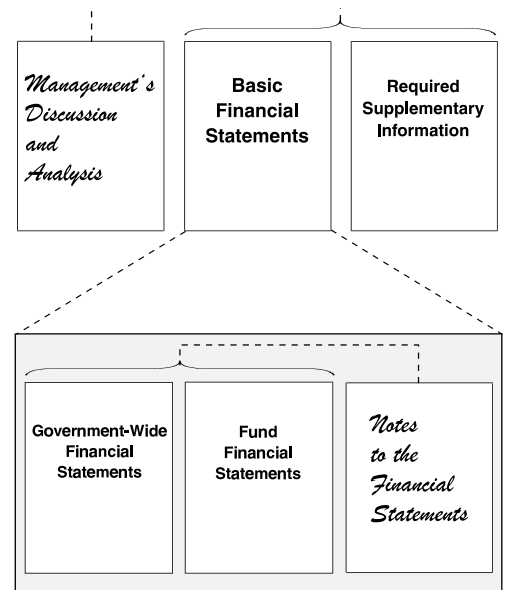 Management's
Discussion
and
Analysis
Basic
Financial
Statements
Required
Supplementary
Information
Government-Wide
Financial
Statements
Fund
Financial
Statements
Notes
to the
Financial
Statements